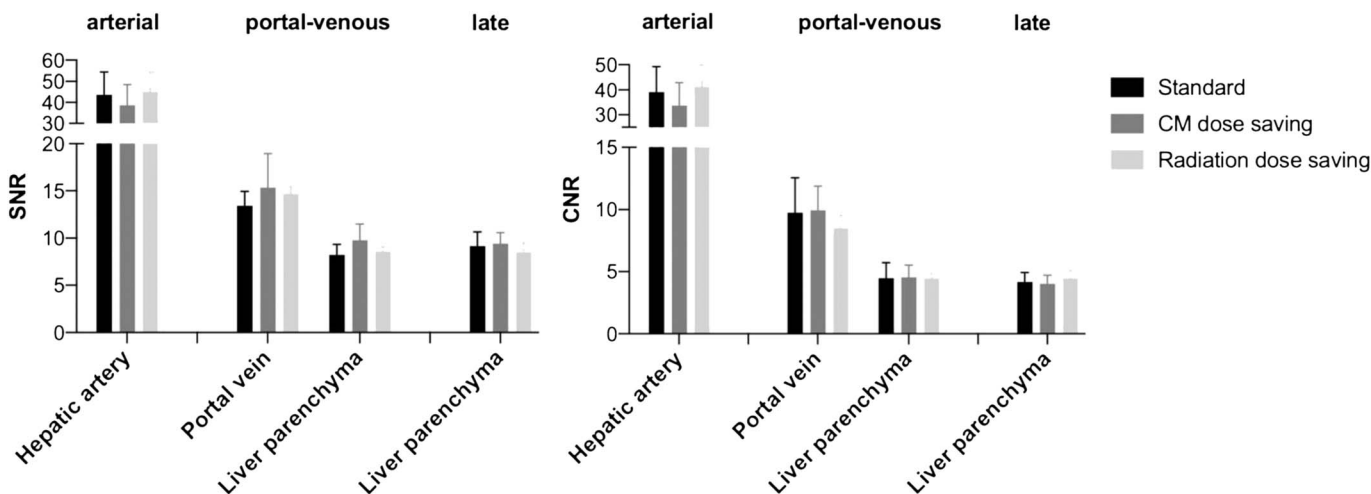 arterial portal-venous late
60
50
40
30
20
15
10
5
0
SNR
Hepatic artery
Portal vein
Liver parenchyma
Liver parenchyma
arterial portal-venous late
50
40
30
15
10
5
0
CNR
Hepatic artery
Portal vein
Liver parenchyma
Liver parenchyma
Standard
CM dose saving
Radiation dose saving